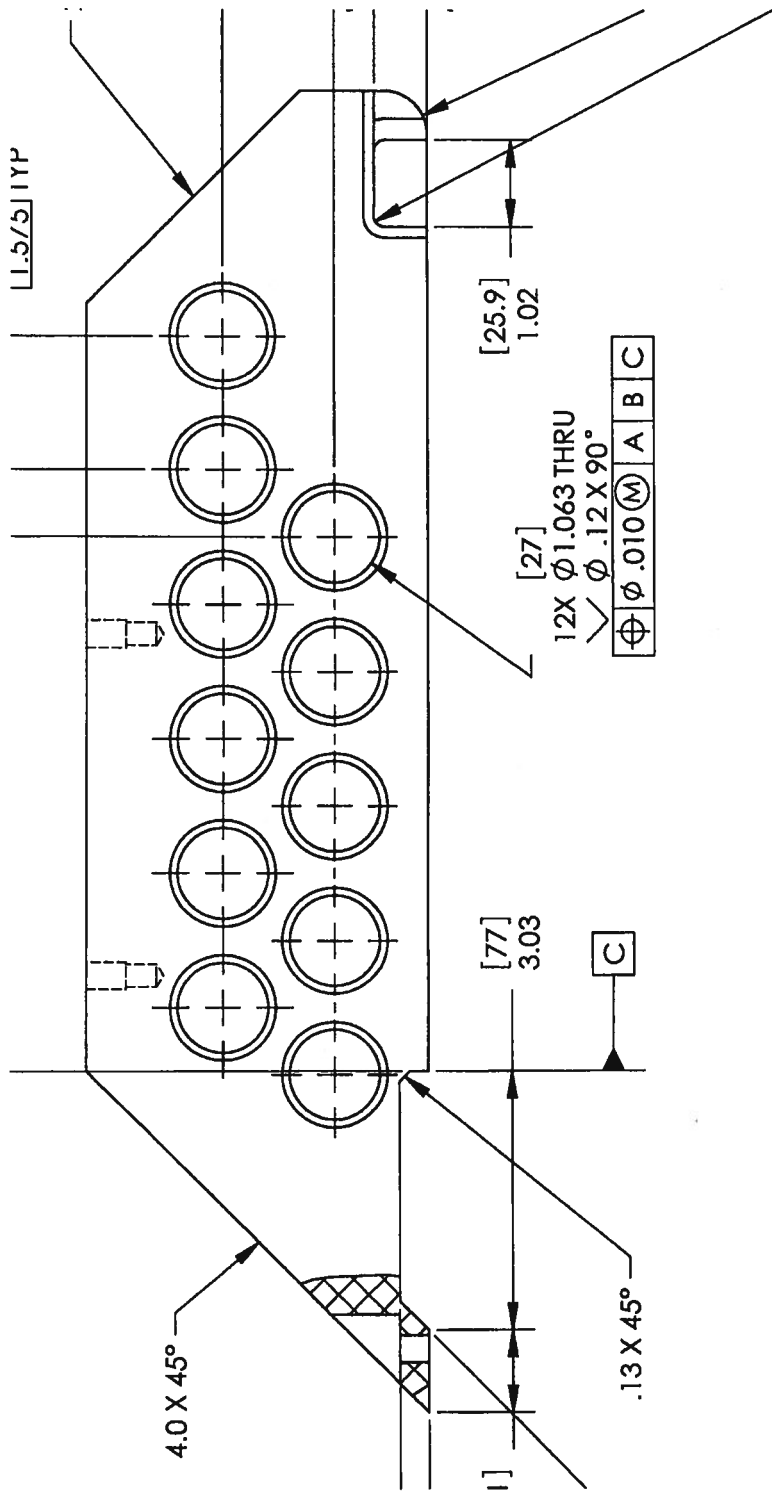 [25.9]
1.02
[27]
12X Ø1.063 THRU
⌵ Ø .12 X 90°
⌖ Ø .010 Ⓜ A B C
[77]
3.03
C
4.0 X 45°
.13 X 45°